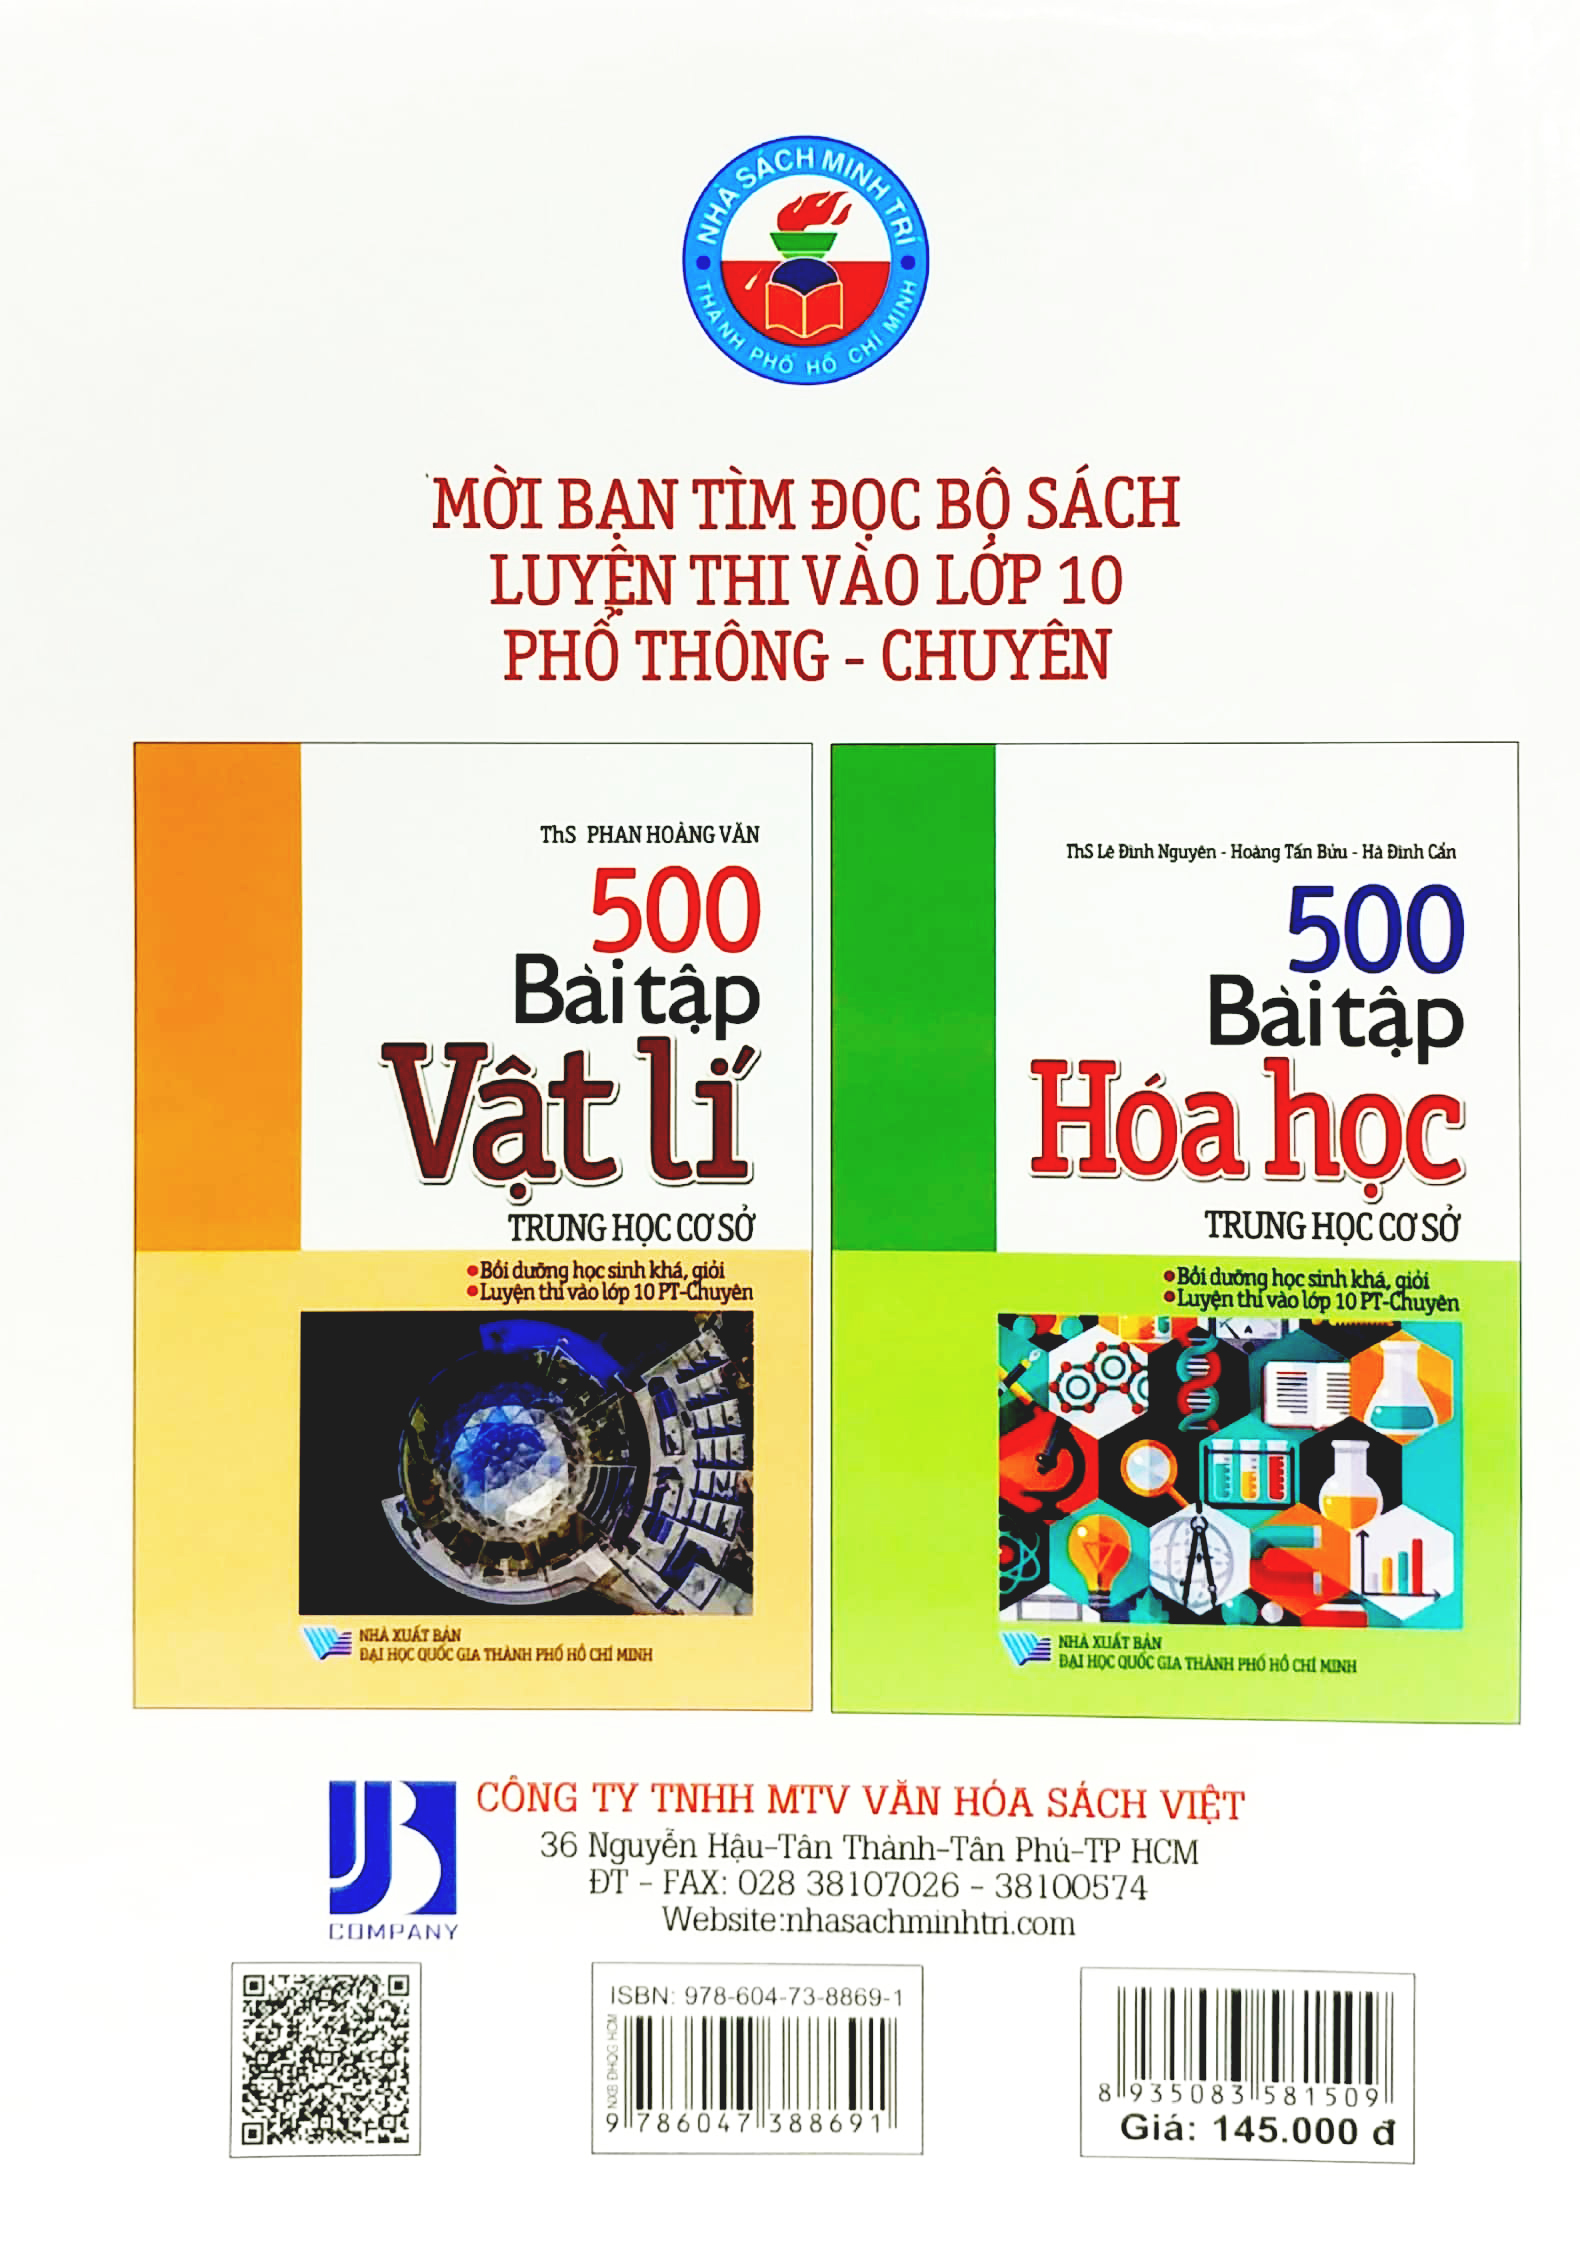 NHÀ SÁCH MINH TRÍ
THÀNH PHỐ HỒ CHÍ MINH
MỜI BẠN TÌM ĐỌC BỘ SÁCH
LUYỆN THI VÀO LỚP 10
PHỔ THÔNG - CHUYÊN
ThS PHAN HOÀNG VĂN
500
Bài tập
Vật lí
TRUNG HỌC CƠ SỞ
•Bồi dưỡng học sinh khá, giỏi
•Luyện thi vào lớp 10 PT-Chuyên
NHÀ XUẤT BẢN
ĐẠI HỌC QUỐC GIA THÀNH PHỐ HỒ CHÍ MINH
ThS Lê Đình Nguyên - Hoàng Tấn Bửu - Hà Đình Cẩn
500
Bài tập
Hóa học
TRUNG HỌC CƠ SỞ
•Bồi dưỡng học sinh khá, giỏi
•Luyện thi vào lớp 10 PT-Chuyên
NHÀ XUẤT BẢN
ĐẠI HỌC QUỐC GIA THÀNH PHỐ HỒ CHÍ MINH
COMPANY
CÔNG TY TNHH MTV VĂN HÓA SÁCH VIỆT
36 Nguyễn Hậu-Tân Thành-Tân Phú-TP HCM
ĐT - FAX: 028 38107026 - 38100574
Website:nhasachminhtri.com
ISBN: 978-604-73-8869-1
NXB ĐHQG HCM
9 786047 388691
8 935083 581509
Giá: 145.000 đ